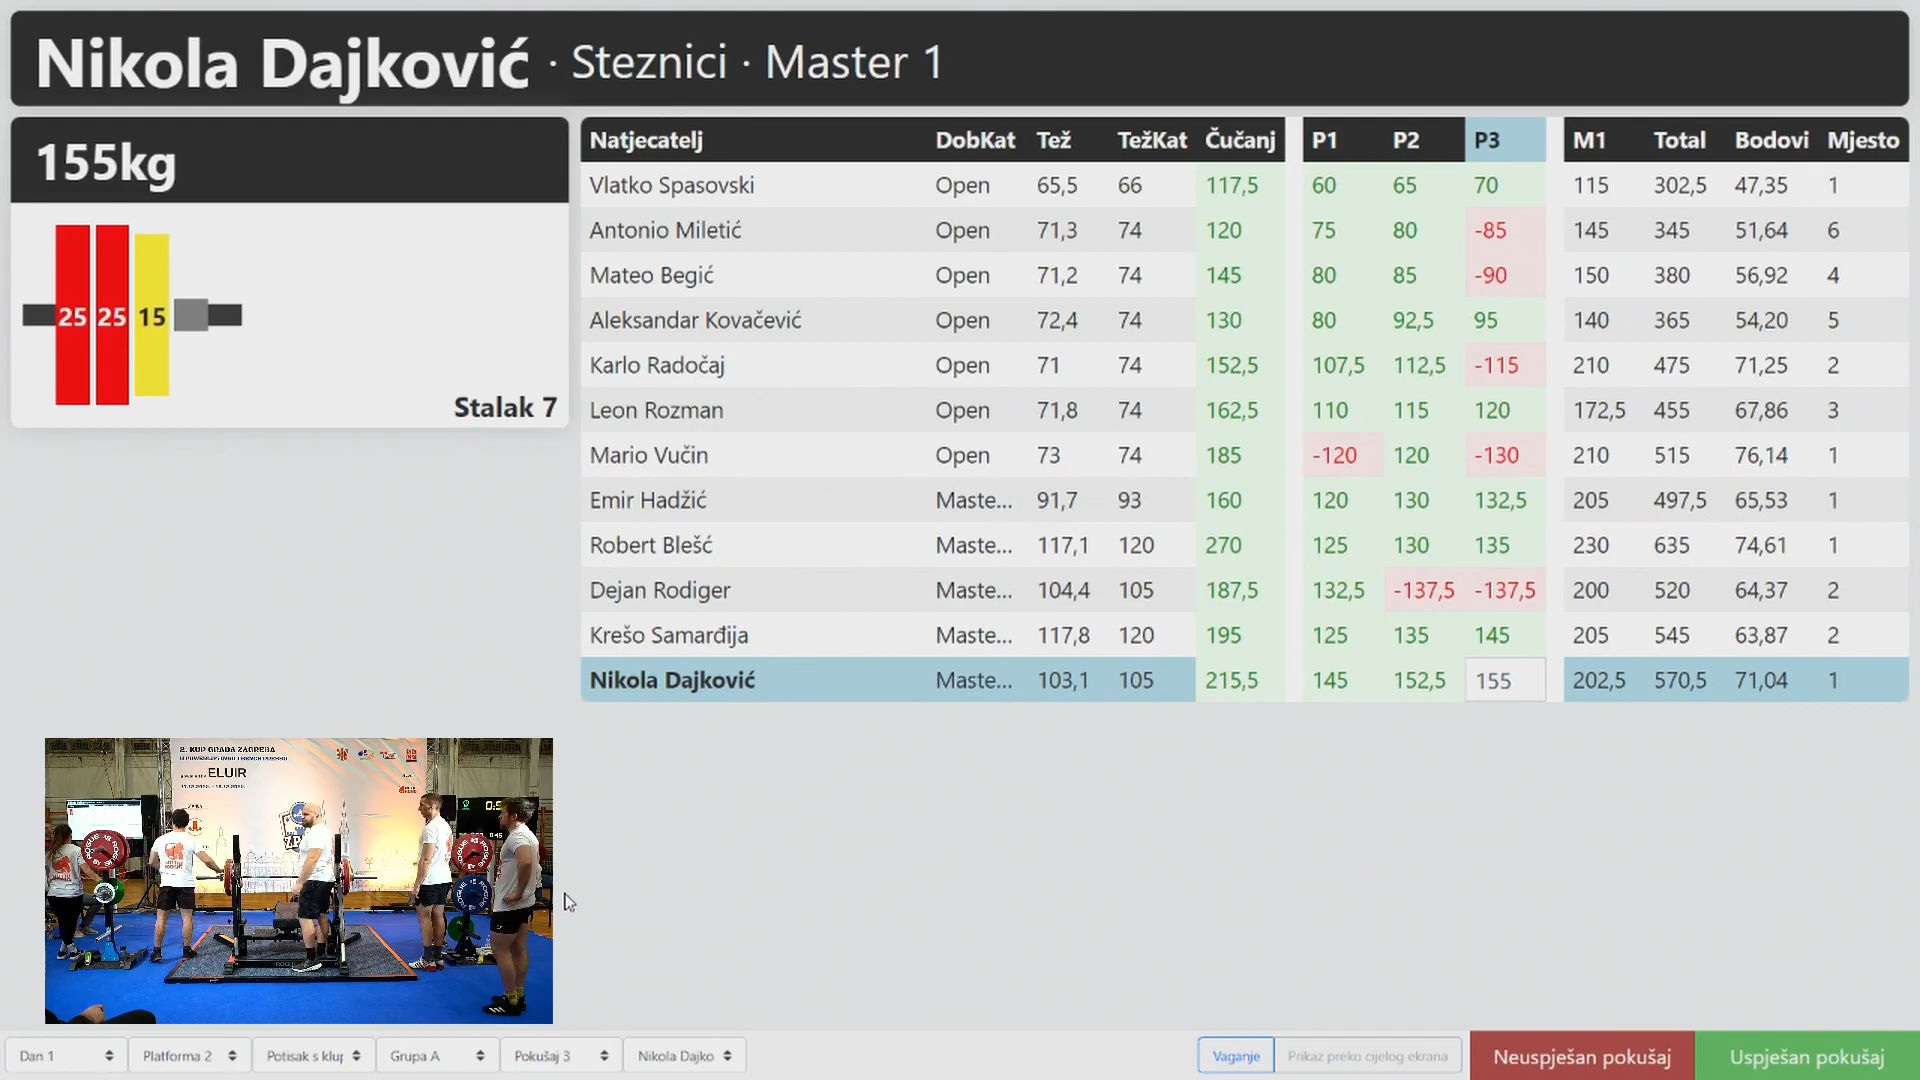 Nikola Dajković · Steznici · Master 1
155kg
25 25 15
Stalak 7
Natjecatelj DobKat Tež TežKat Čučanj P1 P2 P3 M1 Total Bodovi Mjesto
Vlatko Spasovski Open 65,5 66 117,5 60 65 70 115 302,5 47,35 1
Antonio Miletić Open 71,3 74 120 75 80 -85 145 345 51,64 6
Mateo Begić Open 71,2 74 145 80 85 -90 150 380 56,92 4
Aleksandar Kovačević Open 72,4 74 130 80 92,5 95 140 365 54,20 5
Karlo Radočaj Open 71 74 152,5 107,5 112,5 -115 210 475 71,25 2
Leon Rozman Open 71,8 74 162,5 110 115 120 172,5 455 67,86 3
Mario Vučin Open 73 74 185 -120 120 -130 210 515 76,14 1
Emir Hadžić Maste... 91,7 93 160 120 130 132,5 205 497,5 65,53 1
Robert Blešć Maste... 117,1 120 270 125 130 135 230 635 74,61 1
Dejan Rodiger Maste... 104,4 105 187,5 132,5 -137,5 -137,5 200 520 64,37 2
Krešo Samarđija Maste... 117,8 120 195 125 135 145 205 545 63,87 2
Nikola Dajković Maste... 103,1 105 215,5 145 152,5 155 202,5 570,5 71,04 1
2. KUP GRADA ZAGREBA
ELUIR
Dan 1 Platforma 2 Potisak s klup Grupa A Pokušaj 3 Nikola Dajko Vaganje Prikaz preko cijelog ekrana Neuspješan pokušaj Uspješan pokušaj